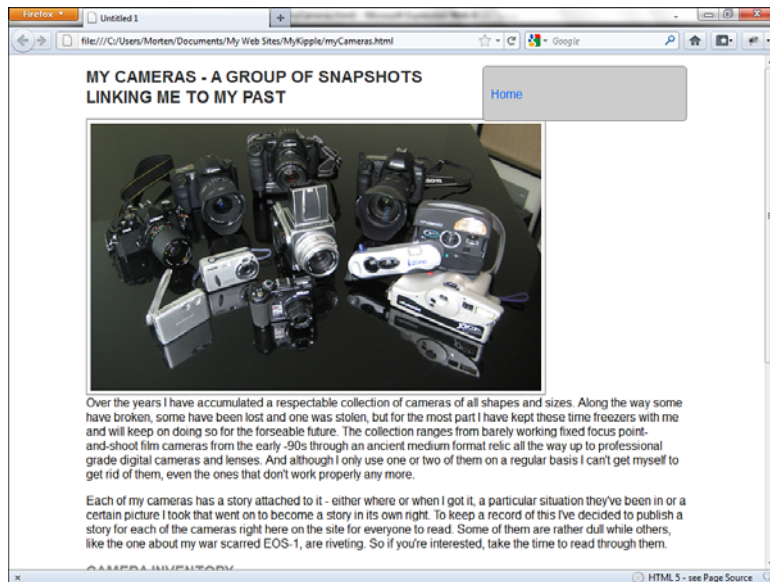 Firefox
Untitled 1
file:///C:/Users/Morten/Documents/My Web Sites/MyKipple/myCameras.html
Google
MY CAMERAS - A GROUP OF SNAPSHOTS
LINKING ME TO MY PAST
Home
Over the years I have accumulated a respectable collection of cameras of all shapes and sizes. Along the way some
have broken, some have been lost and one was stolen, but for the most part I have kept these time freezers with me
and will keep on doing so for the forseable future. The collection ranges from barely working fixed focus point-
and-shoot film cameras from the early -90s through an ancient medium format relic all the way up to professional
grade digital cameras and lenses. And although I only use one or two of them on a regular basis I can't get myself to
get rid of them, even the ones that don't work properly any more.
Each of my cameras has a story attached to it - either where or when I got it, a particular situation they've been in or a
certain picture I took that went on to become a story in its own right. To keep a record of this I've decided to publish a
story for each of the cameras right here on the site for everyone to read. Some of them are rather dull while others,
like the one about my war scarred EOS-1, are riveting. So if you're interested, take the time to read through them.
CAMERA INVENTORY
HTML 5 - see Page Source